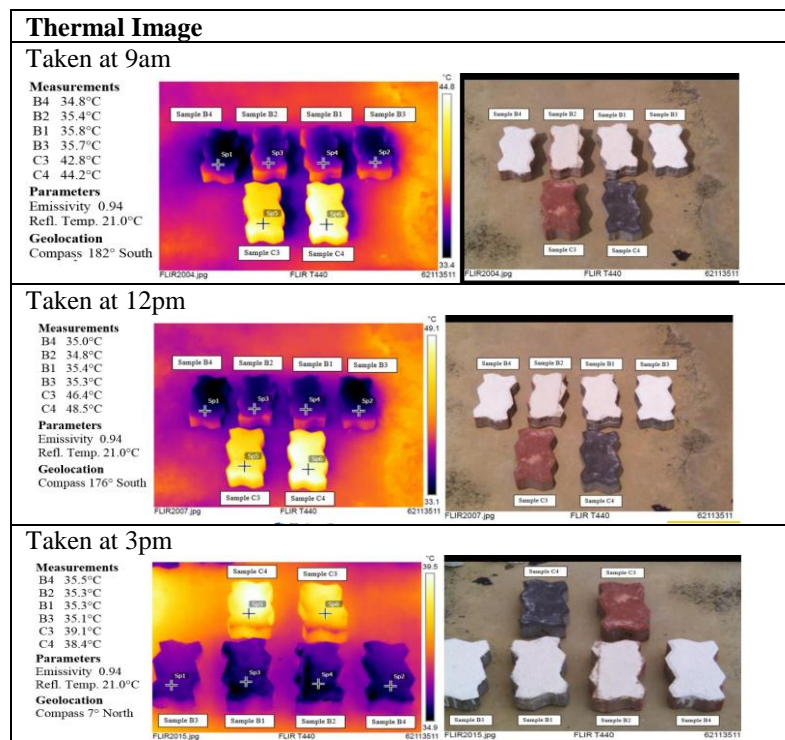 Thermal Image
Taken at 9am
Measurements
B4 34.8°C
B2 35.4°C
B1 35.8°C
B3 35.7°C
C3 42.8°C
C4 44.2°C
Parameters
Emissivity 0.94
Refl. Temp. 21.0°C
Geolocation
Compass 182° South
°C
44.8
Sample B4 Sample B2 Sample B1 Sample B3
Sp1 Sp3 Sp4 Sp2
Sp5 Sp6
Sample C3 Sample C4
33.4
FLIR2004.jpg FLIR T440 62113511
Sample B4 Sample B2 Sample B1 Sample B3
Sample C3 Sample C4
FLIR2004.jpg FLIR T440 62113511
Taken at 12pm
Measurements
B4 35.0°C
B2 34.8°C
B1 35.4°C
B3 35.3°C
C3 46.4°C
C4 48.5°C
Parameters
Emissivity 0.94
Refl. Temp. 21.0°C
Geolocation
Compass 176° South
°C
49.1
Sample B4 Sample B2 Sample B1 Sample B3
Sp1 Sp3 Sp4 Sp2
Sp5 Sp6
Sample C3 Sample C4
33.1
FLIR2007.jpg FLIR T440 62113511
Sample B4 Sample B2 Sample B1 Sample B3
Sample C3 Sample C4
FLIR2007.jpg FLIR T440 62113511
Taken at 3pm
Measurements
B4 35.5°C
B2 35.3°C
B1 35.3°C
B3 35.1°C
C3 39.1°C
C4 38.4°C
Parameters
Emissivity 0.94
Refl. Temp. 21.0°C
Geolocation
Compass 7° North
°C
39.5
Sample C4 Sample C3
Sp5 Sp6
Sp1 Sp3 Sp4 Sp2
Sample B3 Sample B1 Sample B2 Sample B4
34.9
FLIR2015.jpg FLIR T440 62113511
Sample C4 Sample C3
Sample B3 Sample B1 Sample B2 Sample B4
FLIR2015.jpg FLIR T440 62113511